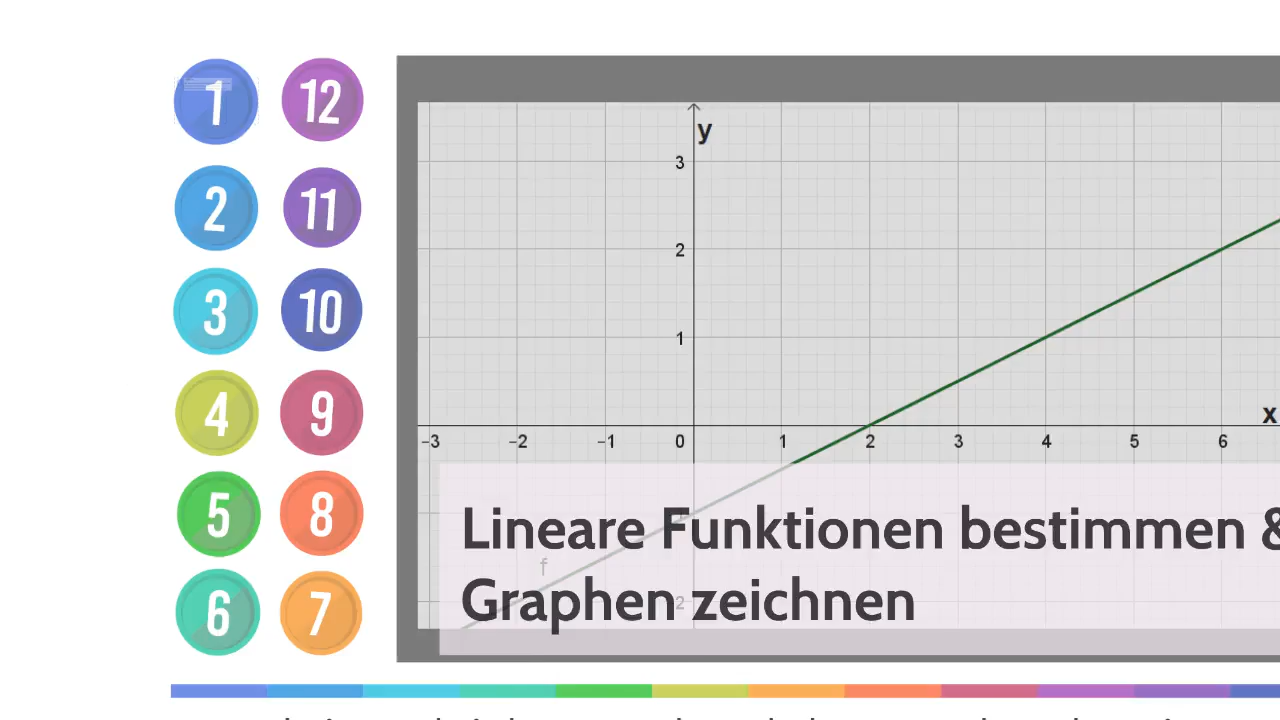 1 12
2 11
3 10
4 9
5 8
6 7
y
3
2
1
x
−3 −2 −1 0 1 2 3 4 5 6
f
2
Lineare Funktionen bestimmen &
Graphen zeichnen